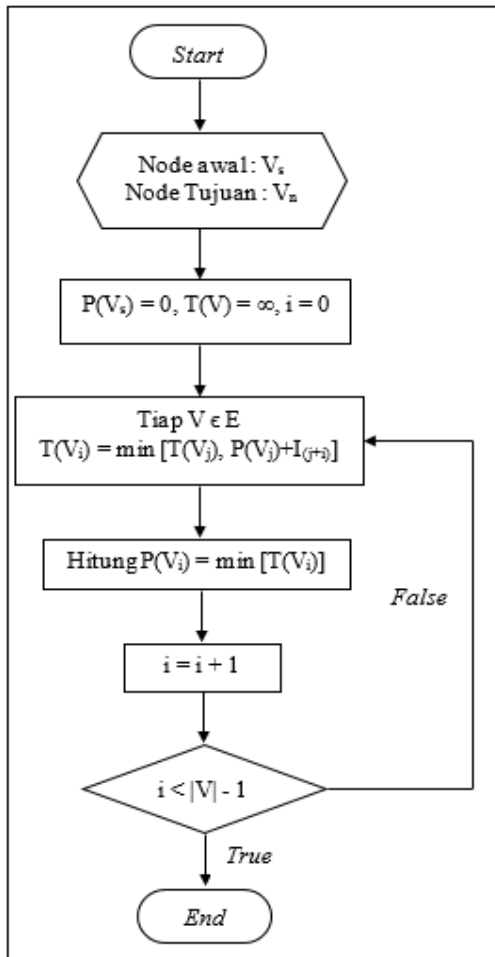 Start
Node awal : Vₛ
Node Tujuan : Vₙ
P(Vₛ) = 0, T(V) = ∞, i = 0
Tiap V є E
T(Vᵢ) = min [T(Vⱼ), P(Vⱼ)+I₍ⱼ₊ᵢ₎]
Hitung P(Vᵢ) = min [T(Vᵢ)]
False
i = i + 1
i < |V| - 1
True
End